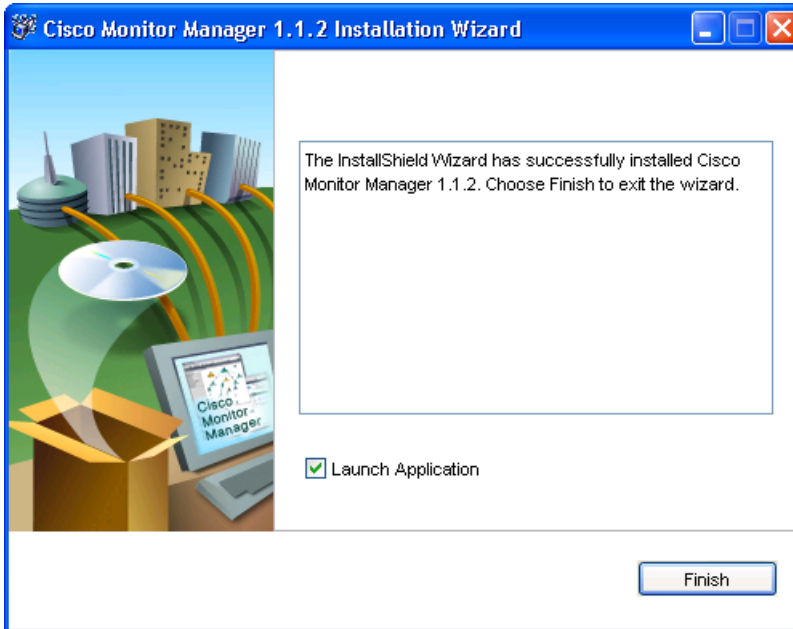 Cisco Monitor Manager 1.1.2 Installation Wizard
The InstallShield Wizard has successfully installed Cisco
Monitor Manager 1.1.2. Choose Finish to exit the wizard.
Cisco
Monitor
Manager
Launch Application
Finish